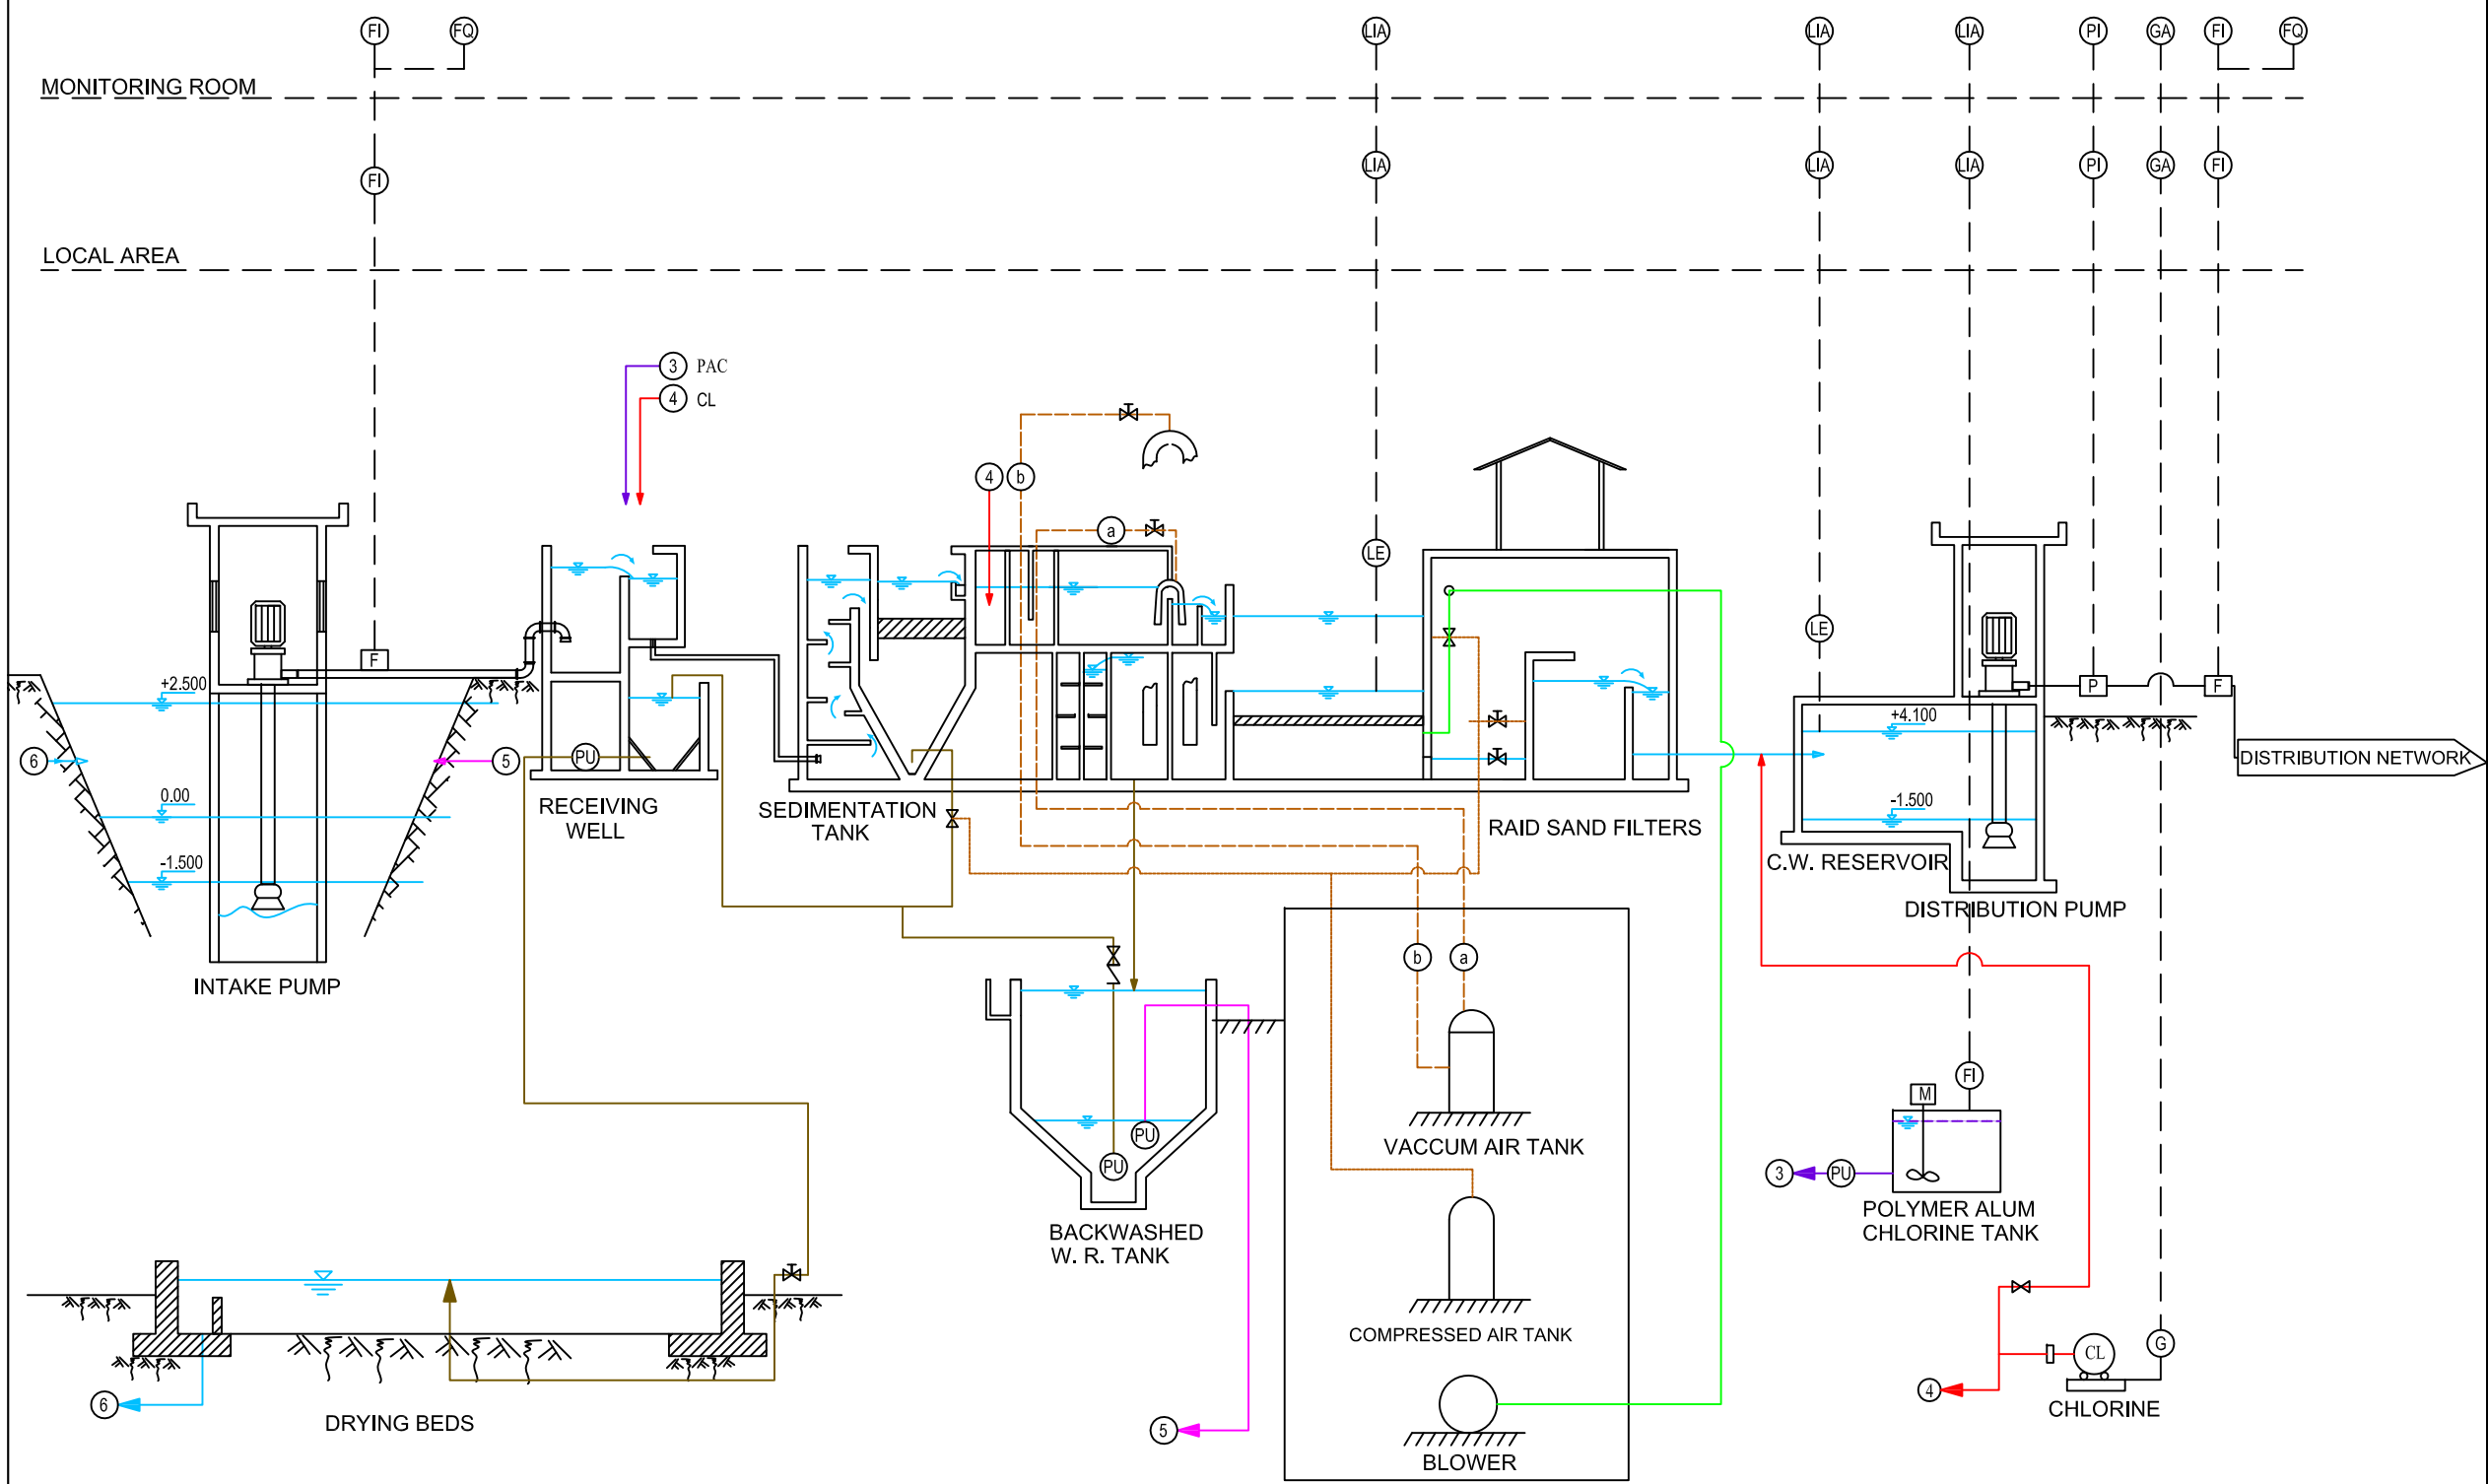 FI FQ LIA LIA LIA PI GA FI FQ
MONITORING ROOM
FI LIA LIA LIA PI GA FI
LOCAL AREA
3 PAC
4 CL
4 b
a
LE
LE
F
+2.500
P F
+4.100
6
5
PU
DISTRIBUTION NETWORK
0.00
-1.500
RECEIVING
WELL
SEDIMENTATION
TANK
RAID SAND FILTERS
-1.500
C.W. RESERVOIR
DISTRIBUTION PUMP
INTAKE PUMP
b a
FI
M
PU
PU
VACCUM AIR TANK
3 PU
POLYMER ALUM
CHLORINE TANK
BACKWASHED
W. R. TANK
COMPRESSED AIR TANK
G
CL
4
CHLORINE
6
DRYING BEDS
5
BLOWER